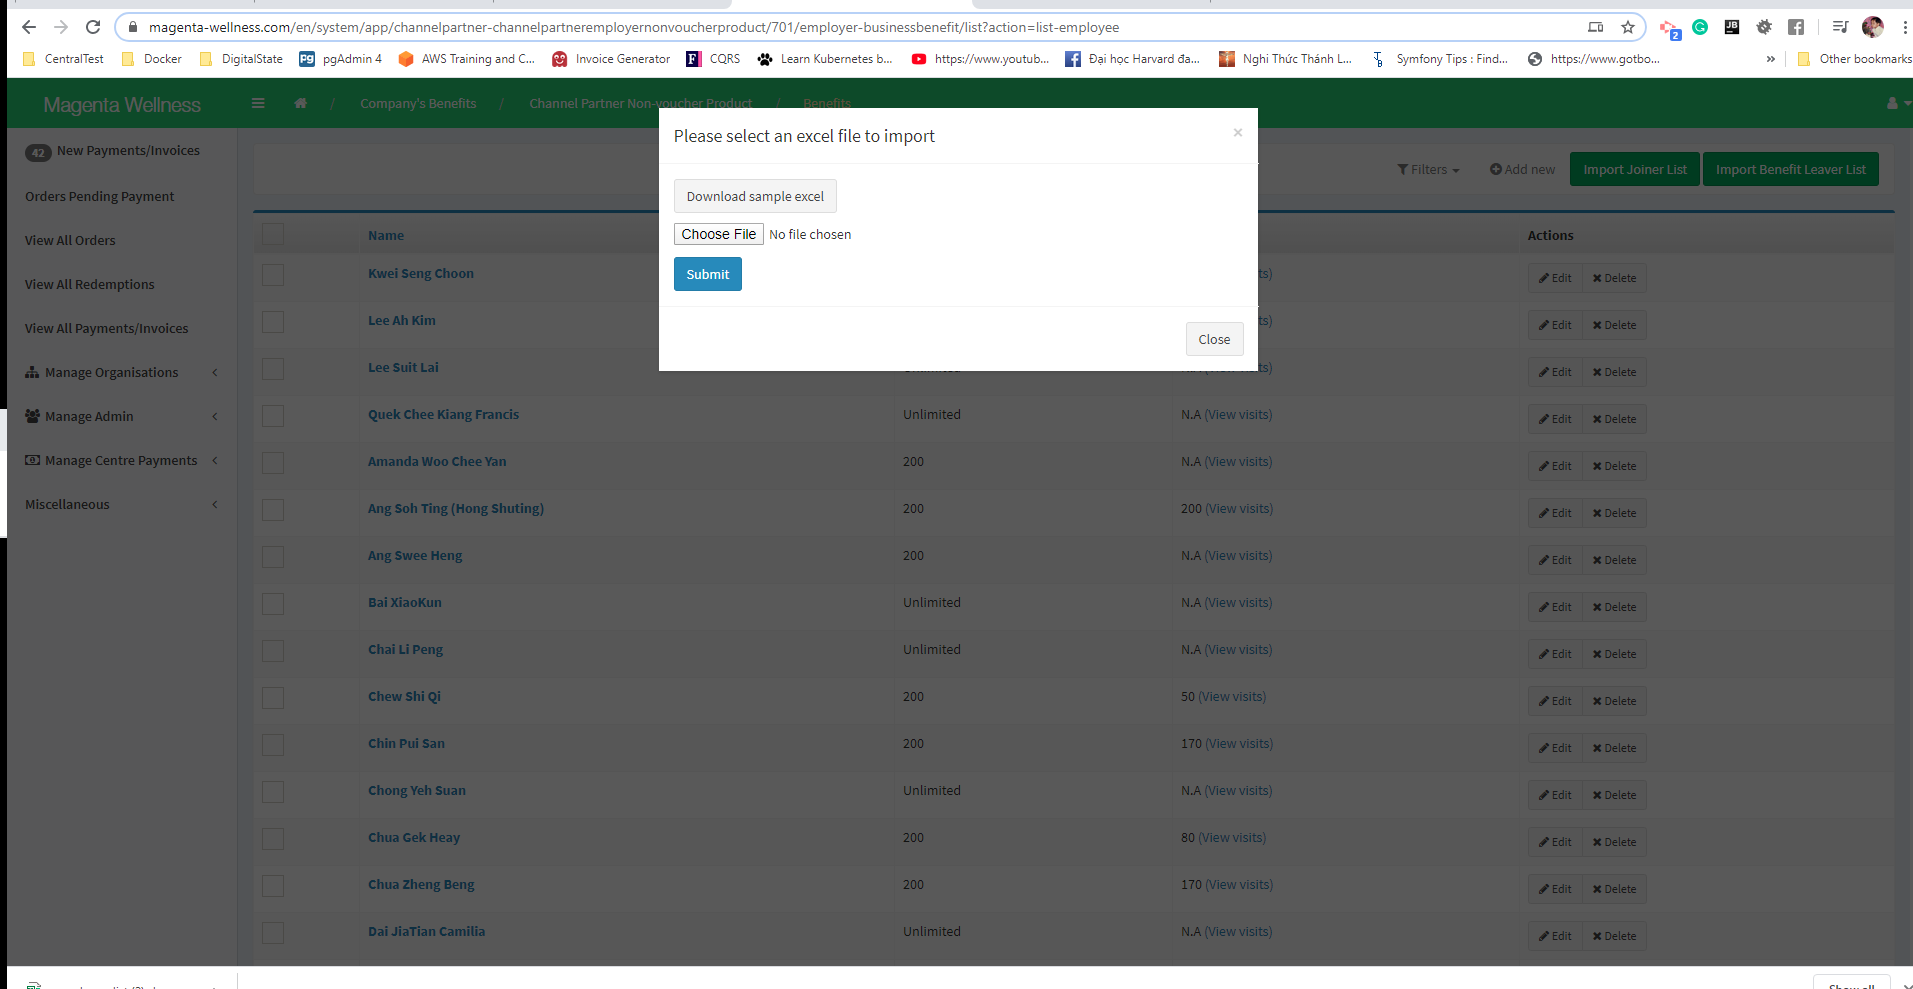 magenta-wellness.com/en/system/app/channelpartner-channelpartneremployernonvoucherproduct/701/employer-businessbenefit/list?action=list-employee
2
CentralTest Docker DigitalState pgAdmin 4 AWS Training and C... Invoice Generator CQRS Learn Kubernetes b... https://www.youtub... Đại học Harvard đa... Nghi Thức Thánh L... Symfony Tips : Find... https://www.gotbo... » Other bookmarks
Magenta Wellness / Company's Benefits / Channel Partner Non-voucher Product / Benefits
Please select an excel file to import ×
Download sample excel
Choose File No file chosen
Submit
Close
42 New Payments/Invoices
Orders Pending Payment
View All Orders
View All Redemptions
View All Payments/Invoices
Manage Organisations
Manage Admin
Manage Centre Payments
Miscellaneous
Filters Add new Import Joiner List Import Benefit Leaver List
Name Actions
Kwei Seng Choon ts) Edit Delete
Lee Ah Kim ts) Edit Delete
Lee Suit Lai ts) Edit Delete
Quek Chee Kiang Francis Unlimited N.A (View visits) Edit Delete
Amanda Woo Chee Yan 200 N.A (View visits) Edit Delete
Ang Soh Ting (Hong Shuting) 200 200 (View visits) Edit Delete
Ang Swee Heng 200 N.A (View visits) Edit Delete
Bai XiaoKun Unlimited N.A (View visits) Edit Delete
Chai Li Peng Unlimited N.A (View visits) Edit Delete
Chew Shi Qi 200 50 (View visits) Edit Delete
Chin Pui San 200 170 (View visits) Edit Delete
Chong Yeh Suan Unlimited N.A (View visits) Edit Delete
Chua Gek Heay 200 80 (View visits) Edit Delete
Chua Zheng Beng 200 170 (View visits) Edit Delete
Dai JiaTian Camilia Unlimited N.A (View visits) Edit Delete
Show all